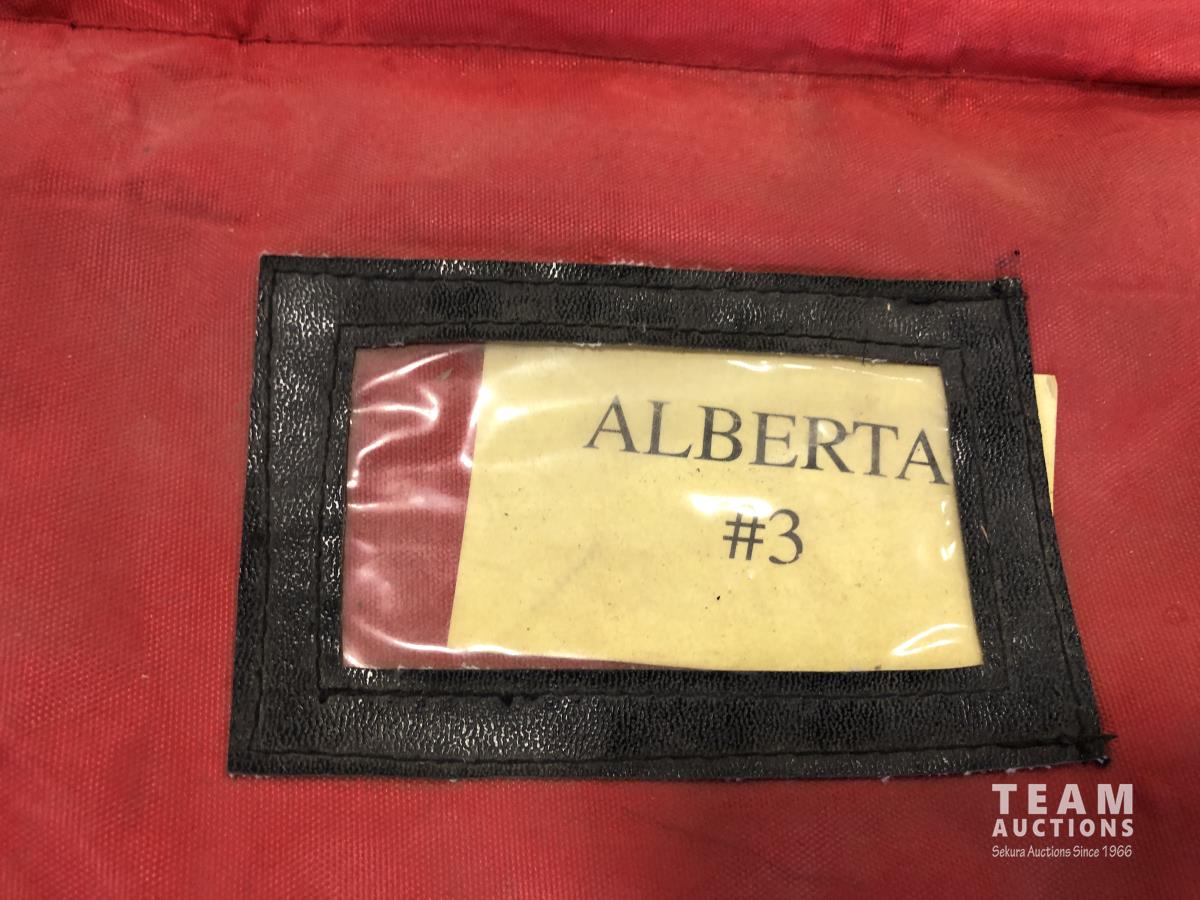 ALBERTA
#3
TEAM
AUCTIONS
Sekura Auctions Since 1966